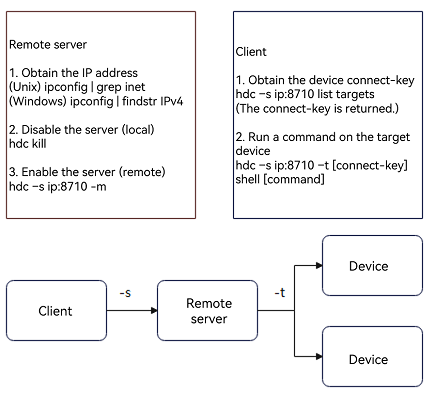 Remote server
1. Obtain the IP address
(Unix) ipconfig | grep inet
(Windows) ipconfig | findstr IPv4
2. Disable the server (local)
hdc kill
3. Enable the server (remote)
hdc –s ip:8710 -m
Client
1. Obtain the device connect-key
hdc –s ip:8710 list targets
(The connect-key is returned.)
2. Run a command on the target
device
hdc –s ip:8710 –t [connect-key]
shell [command]
Client
-s
Remote
server
-t
Device
Device